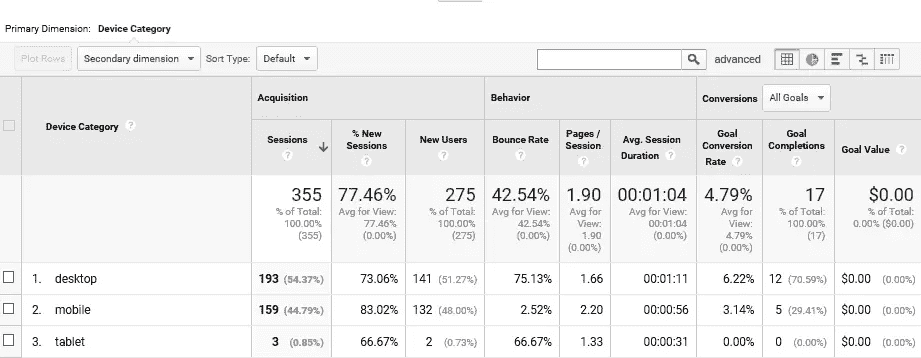 Primary Dimension: Device Category
Plot Rows Secondary dimension Sort Type: Default advanced
Acquisition Behavior Conversions All Goals
Device Category ? Sessions ? % New Sessions ? New Users ? Bounce Rate ? Pages / Session ? Avg. Session Duration ? Goal Conversion Rate ? Goal Completions ? Goal Value ?
355 77.46% 275 42.54% 1.90 00:01:04 4.79% 17 $0.00
% of Total: 100.00% (355) Avg for View: 77.46% (0.00%) % of Total: 100.00% (275) Avg for View: 42.54% (0.00%) Avg for View: 1.90 (0.00%) Avg for View: 00:01:04 (0.00%) Avg for View: 4.79% (0.00%) % of Total: 100.00% (17) % of Total: 0.00% ($0.00)
1. desktop 193 (54.37%) 73.06% 141 (51.27%) 75.13% 1.66 00:01:11 6.22% 12 (70.59%) $0.00 (0.00%)
2. mobile 159 (44.79%) 83.02% 132 (48.00%) 2.52% 2.20 00:00:56 3.14% 5 (29.41%) $0.00 (0.00%)
3. tablet 3 (0.85%) 66.67% 2 (0.73%) 66.67% 1.33 00:00:31 0.00% 0 (0.00%) $0.00 (0.00%)